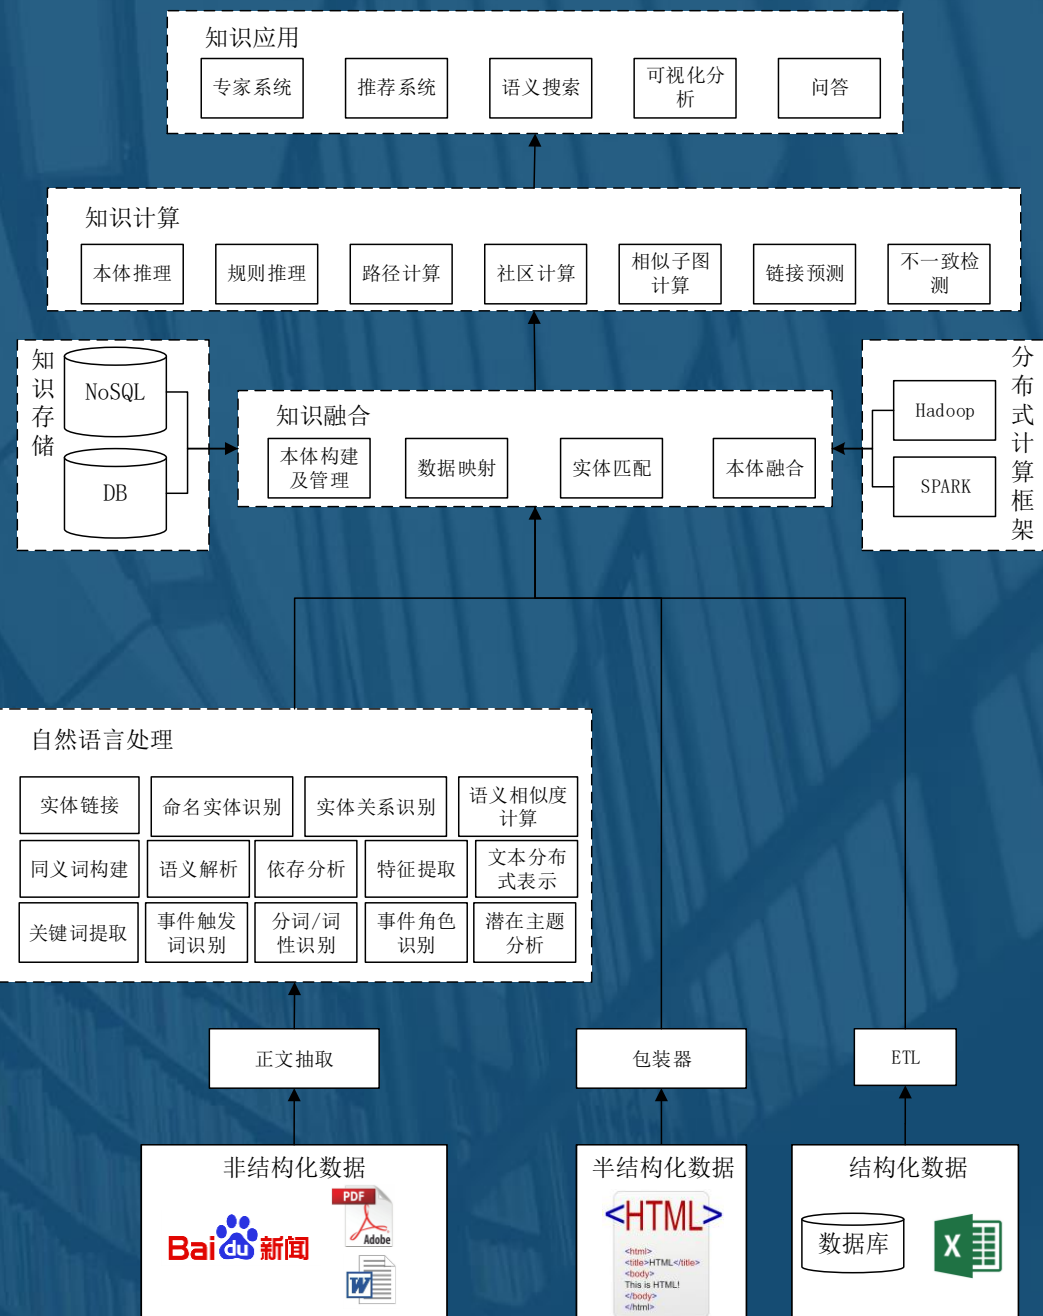 知识应用
专家系统
推荐系统
语义搜索
可视化分
析
问答
知识计算
本体推理
规则推理
路径计算
社区计算
相似子图
计算
链接预测
不一致检
测
知识存储
NoSQL
DB
知识融合
本体构建
及管理
数据映射
实体匹配
本体融合
分布式计算框架
Hadoop
SPARK
自然语言处理
实体链接
命名实体识别
实体关系识别
语义相似度
计算
同义词构建
语义解析
依存分析
特征提取
文本分布
式表示
关键词提取
事件触发
词识别
分词/词
性识别
事件角色
识别
潜在主题
分析
正文抽取
包装器
ETL
非结构化数据
Bai du 新闻
PDF
Adobe
W
半结构化数据
<HTML>
<html>
<title>HTML</title>
<body>
This is HTML!
</body>
</html>
结构化数据
数据库
X